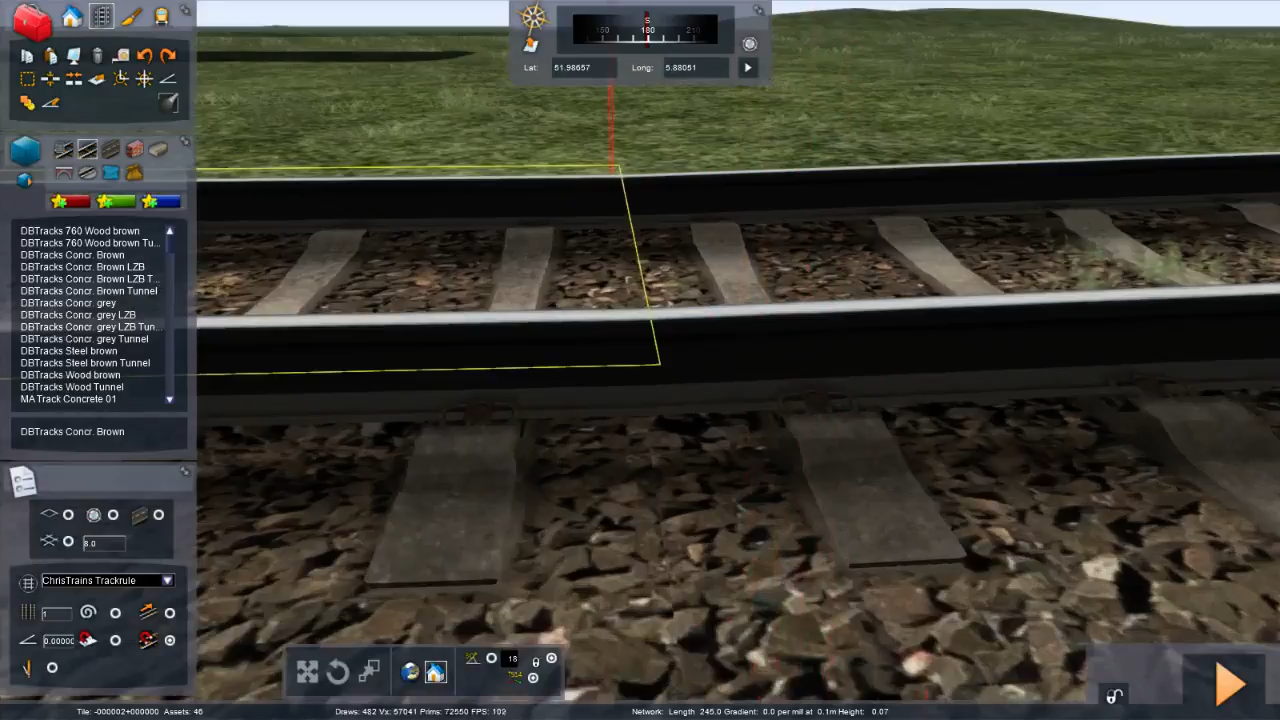 S
150 180 210
Lat: 51.98657 Long: 5.88051
DBTracks 760 Wood brown
DBTracks 760 Wood brown Tu...
DBTracks Concr. Brown
DBTracks Concr. Brown LZB
DBTracks Concr. Brown LZB T...
DBTracks Concr. Brown Tunnel
DBTracks Concr. grey
DBTracks Concr. grey LZB
DBTracks Concr. grey LZB Tun...
DBTracks Concr. grey Tunnel
DBTracks Steel brown
DBTracks Steel brown Tunnel
DBTracks Wood brown
DBTracks Wood Tunnel
MATrack Concrete 01
DBTracks Concr. Brown
8.0
ChrisTrains Trackrule
1
0.0000
18
Tile: -000002+000000 Assets: 46 Draws: 482 Vx: 57041 Prims: 72550 FPS: 109 Network: Length 246.0 Gradient: 0.0 per mill at 0.1m Height: 0.07